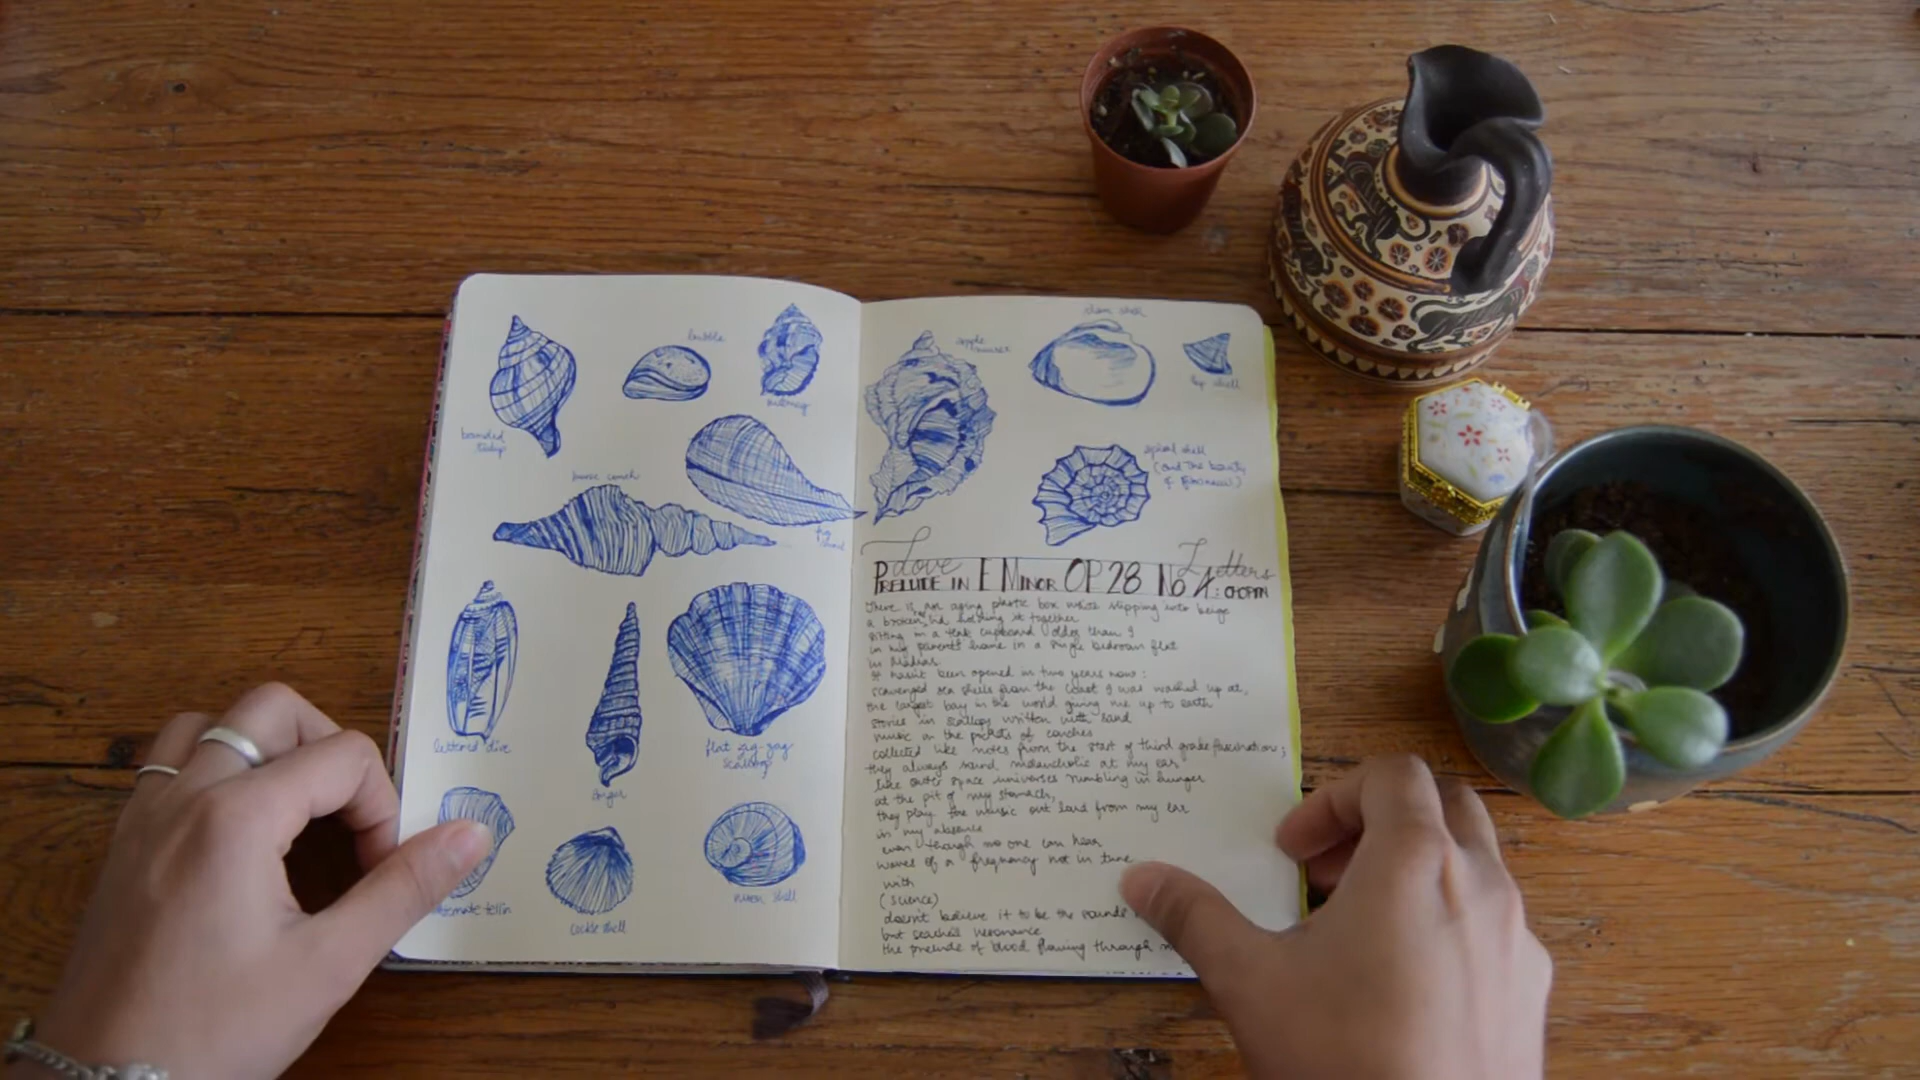 bubble
nutmeg
banded
tulip
music conch
lettered olive
flat zig-zag
scallop
auger
tellin
cockle shell
moon shell
apple
murex
clam shell
top shell
spiral shell
(and the beauty
of fibonacci)
Love Letters
PRELUDE IN E MINOR OP 28 No 4: CHOPIN
There is an aging plastic box white slipping into beige
a broken lid holding it together
sitting in a teak cupboard older than I
in my parents home in a single bedroom flat
in Madras.
It hasn't been opened in two years now:
scavenged sea shells from the coast I was washed up at,
the largest bay in the world giving me up to earth
stories in scallops written with sand
music in the pockets of conches
collected like notes from the start of third grade fascinations;
they always sound melancholic at my ear
like outer space universes rumbling in hunger
at the pit of my stomach,
they play the music out loud from my ear
in my absence
even though no one can hear
waves of a frequency not in tune
with
(science)
doesn't believe it to be the sounds
but seashell resonance
the prelude of blood flowing through